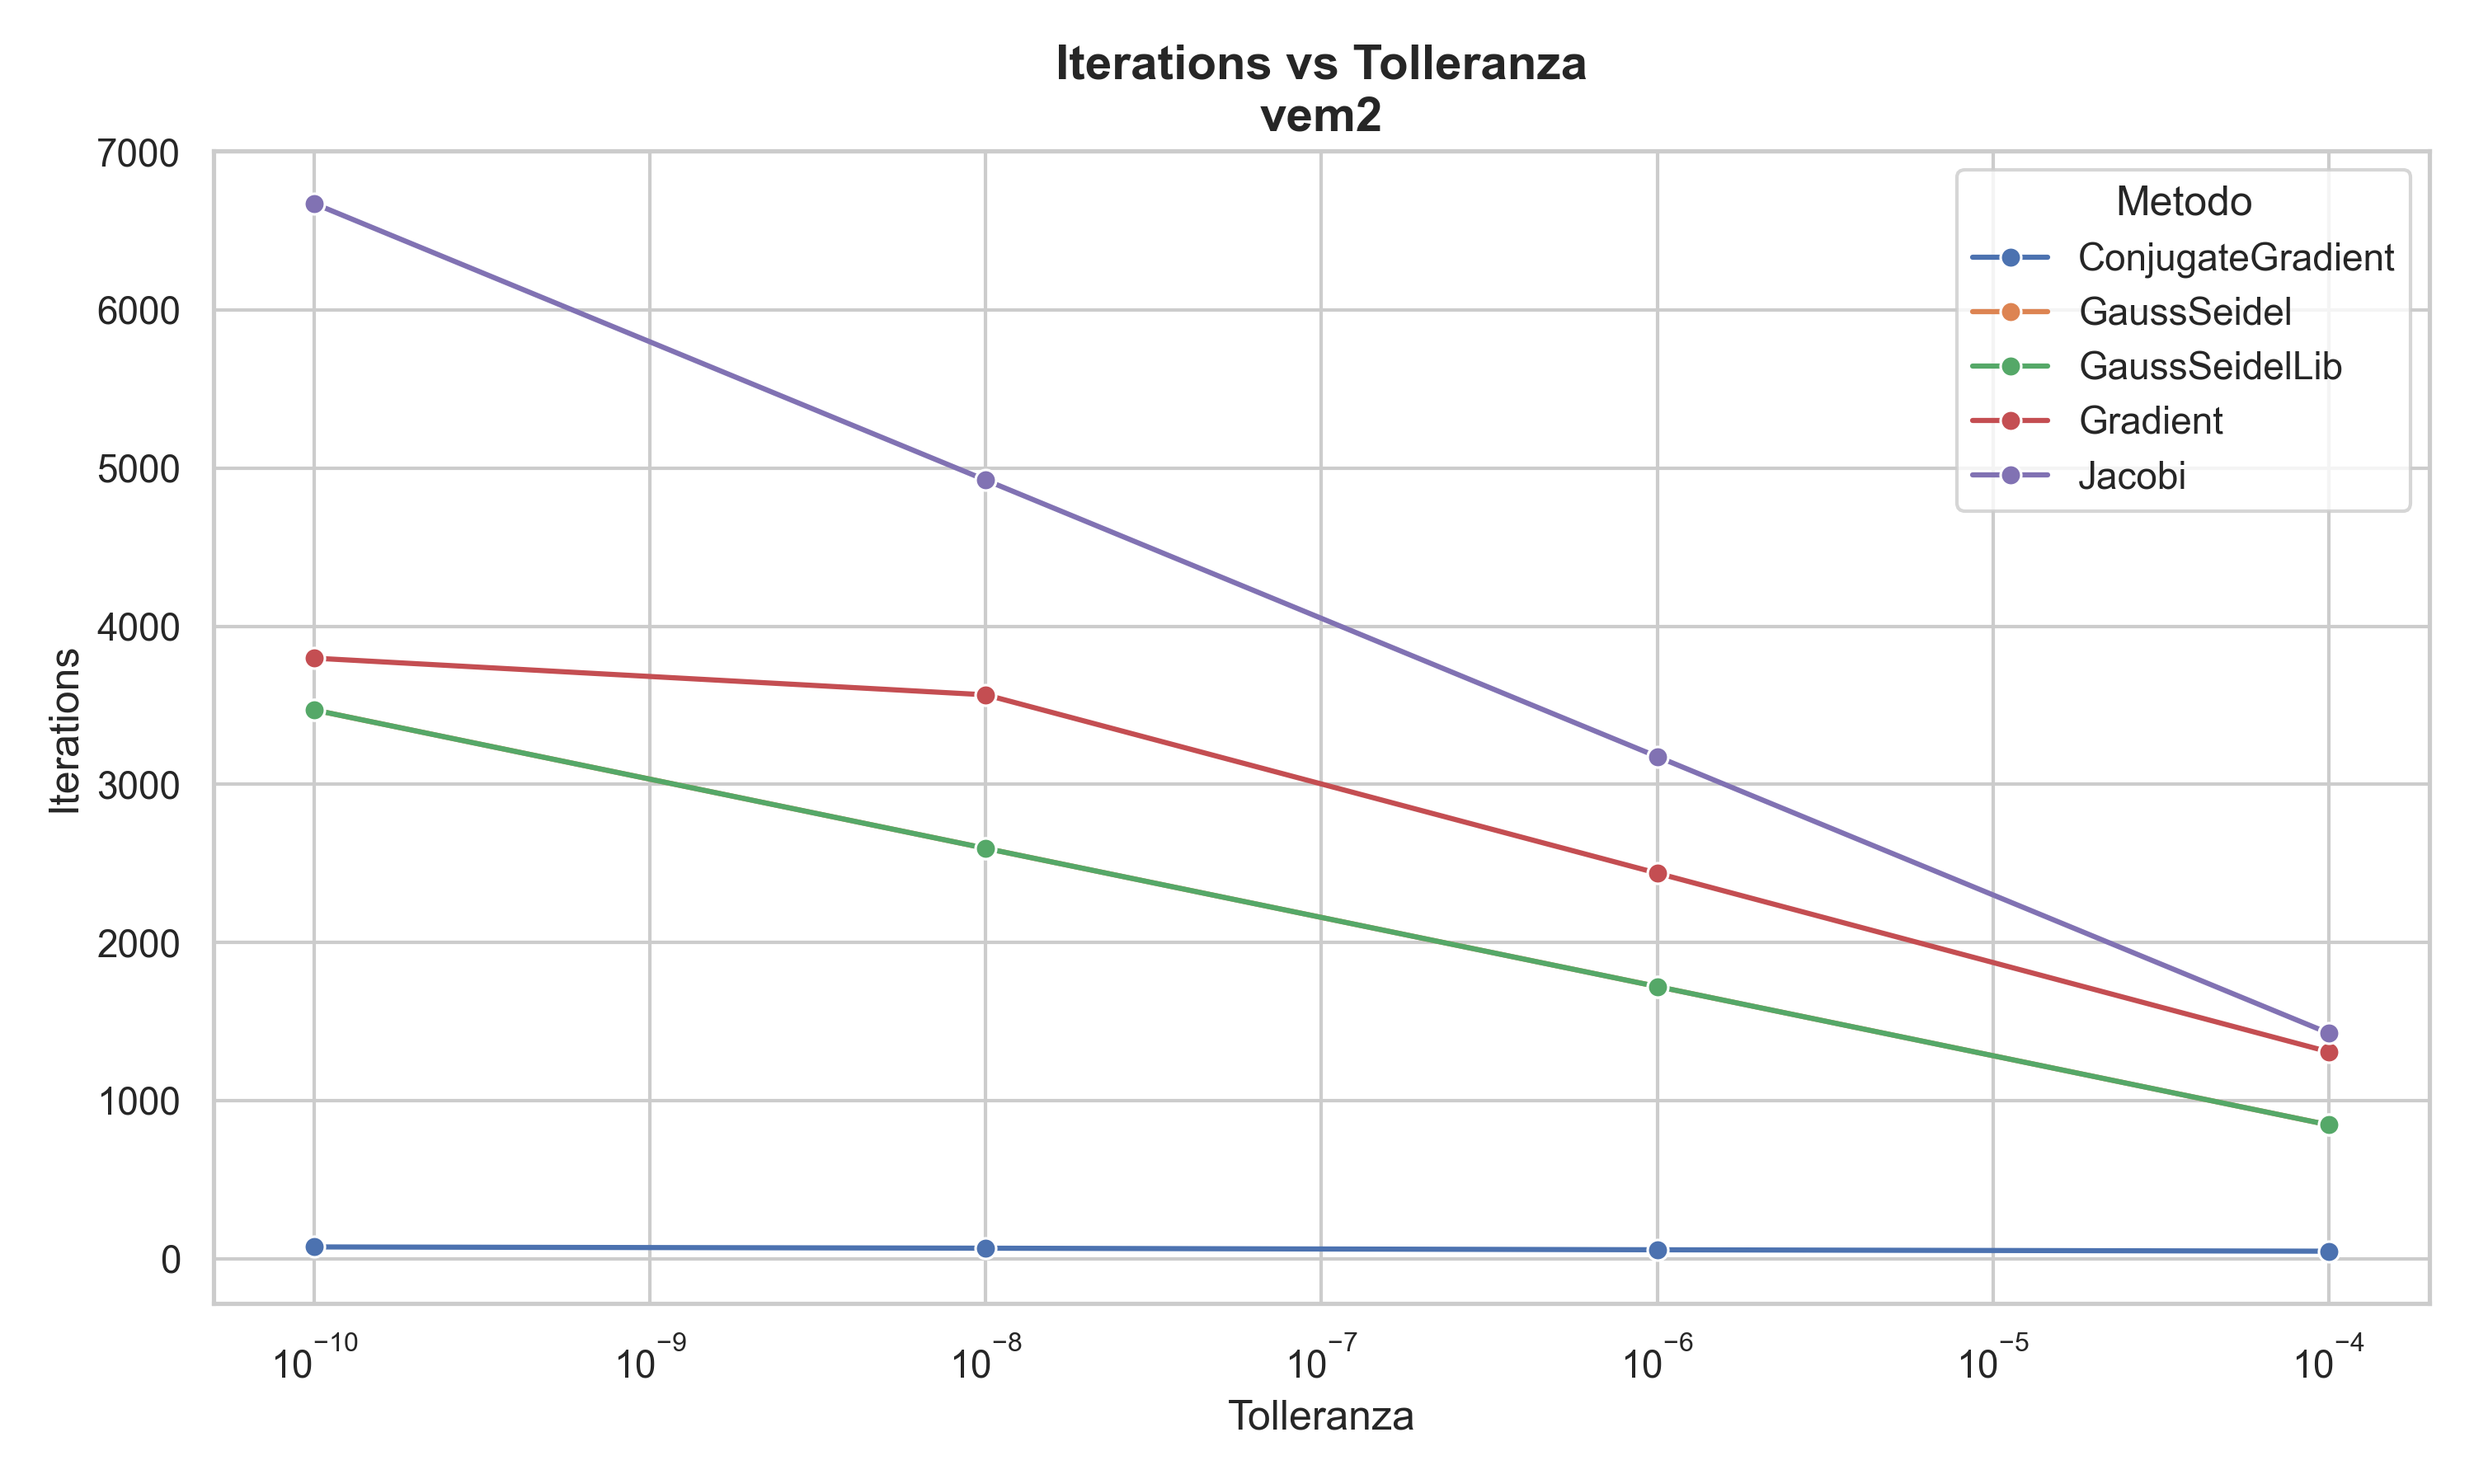 Iterations vs Tolleranza
vem2
7000
6000
5000
4000
3000
2000
1000
0
Iterations
Metodo
ConjugateGradient
GaussSeidel
GaussSeidelLib
Gradient
Jacobi
10⁻¹⁰ 10⁻⁹ 10⁻⁸ 10⁻⁷ 10⁻⁶ 10⁻⁵ 10⁻⁴
Tolleranza